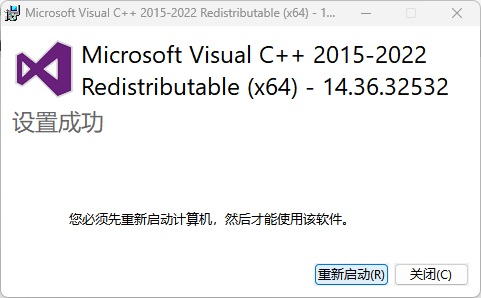 Microsoft Visual C++ 2015-2022 Redistributable (x64) - 1...
Microsoft Visual C++ 2015-2022
Redistributable (x64) - 14.36.32532
设置成功
您必须先重新启动计算机，然后才能使用该软件。
重新启动(R) 关闭(C)